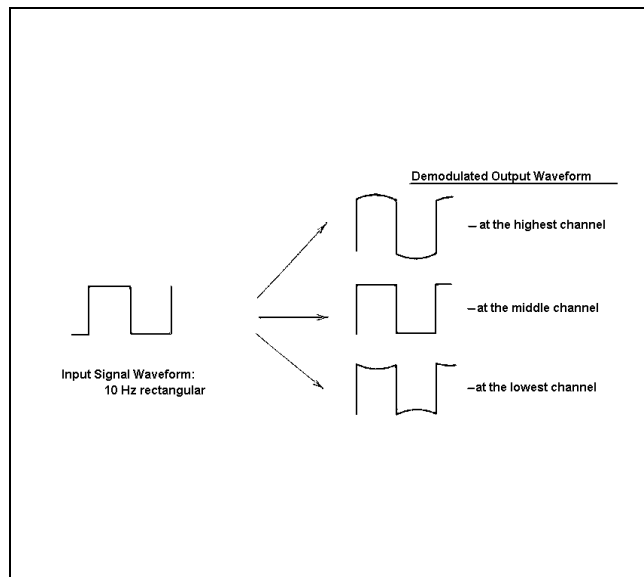 Demodulated Output Waveform
– at the highest channel
– at the middle channel
Input Signal Waveform:
10 Hz rectangular
– at the lowest channel